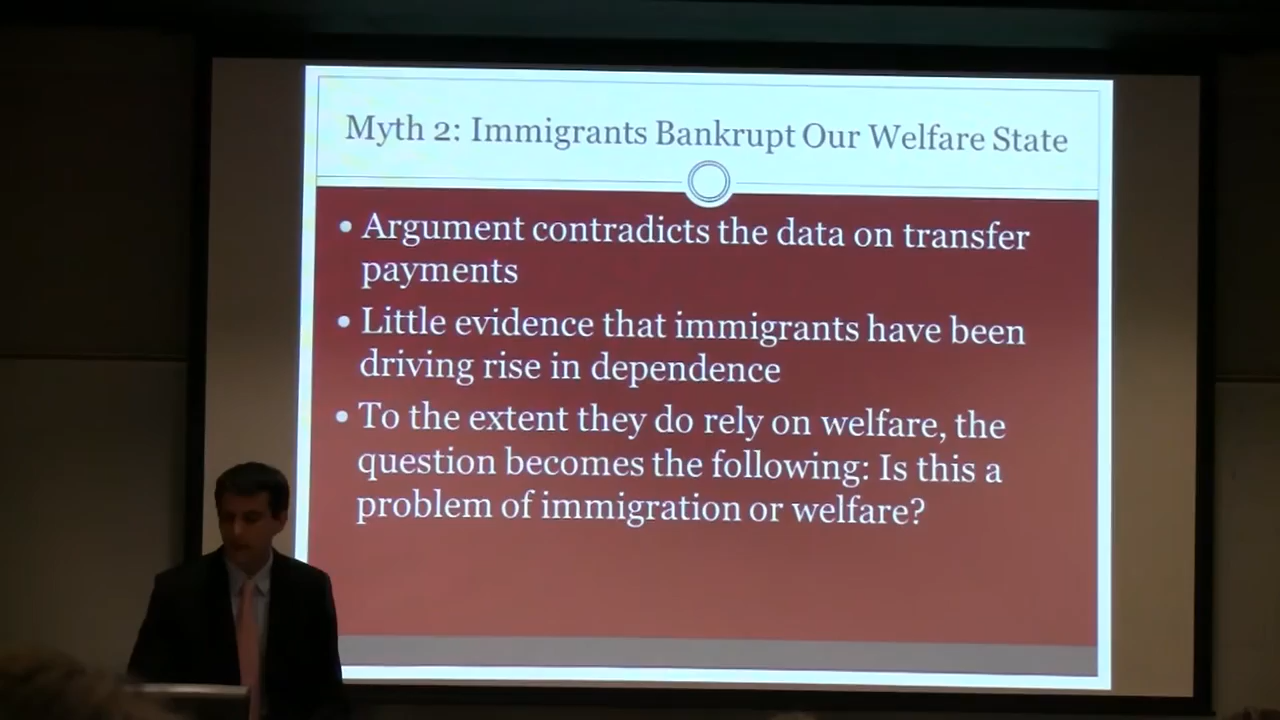 Myth 2: Immigrants Bankrupt Our Welfare State
• Argument contradicts the data on transfer
payments
• Little evidence that immigrants have been
driving rise in dependence
• To the extent they do rely on welfare, the
question becomes the following: Is this a
problem of immigration or welfare?